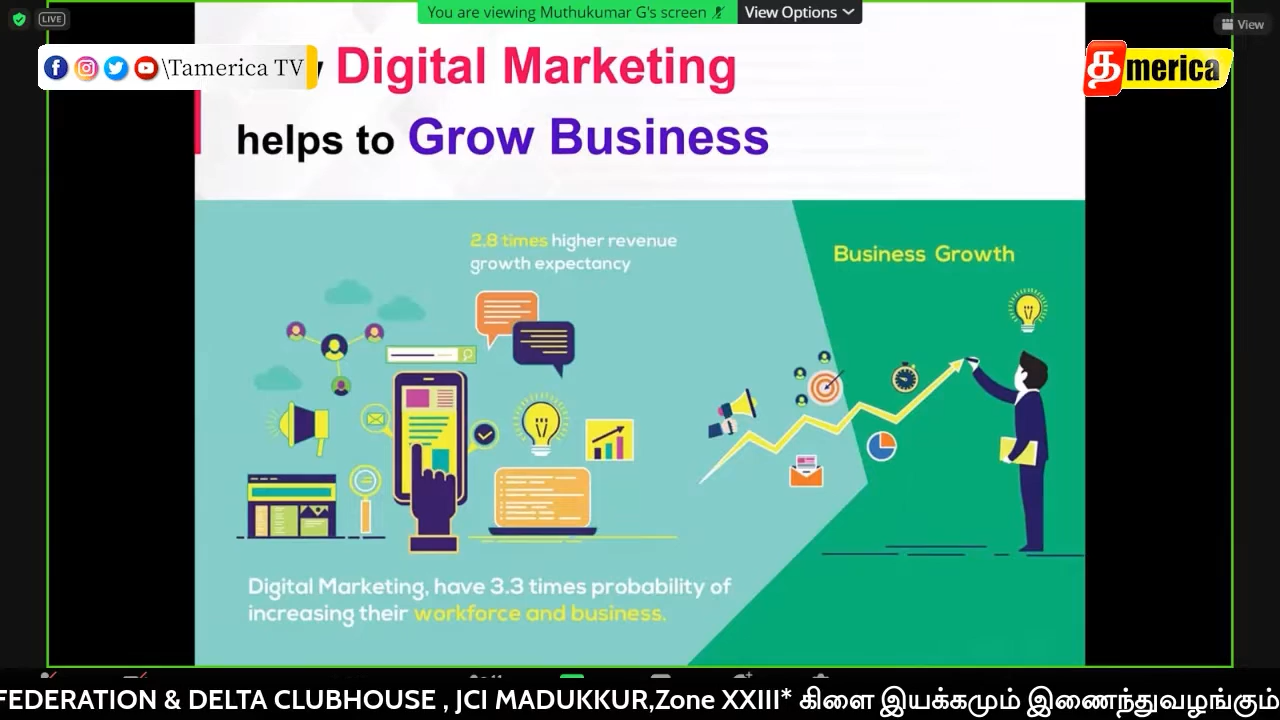 You are viewing Muthukumar G's screen
View Options
LIVE
View
\Tamerica TV
தmerica
Digital Marketing
helps to Grow Business
2.8 times higher revenue
growth expectancy
Business Growth
Digital Marketing, have 3.3 times probability of
increasing their workforce and business.
FEDERATION & DELTA CLUBHOUSE , JCI MADUKKUR,Zone XXIII* கிளை இயக்கமும் இணைந்துவழங்கும்